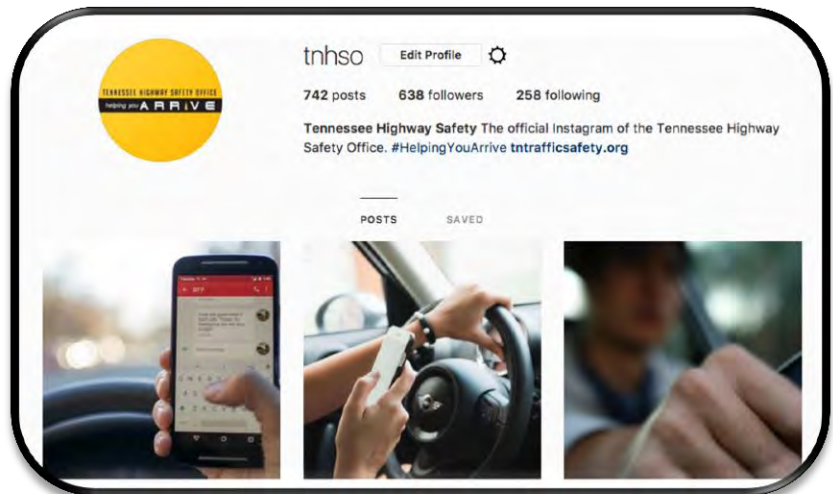 tnhso Edit Profile
TENNESSEE HIGHWAY SAFETY OFFICE
helping you ARRiVE
742 posts 638 followers 258 following
Tennessee Highway Safety The official Instagram of the Tennessee Highway
Safety Office. #HelpingYouArrive tntrafficsafety.org
POSTS SAVED
BFF